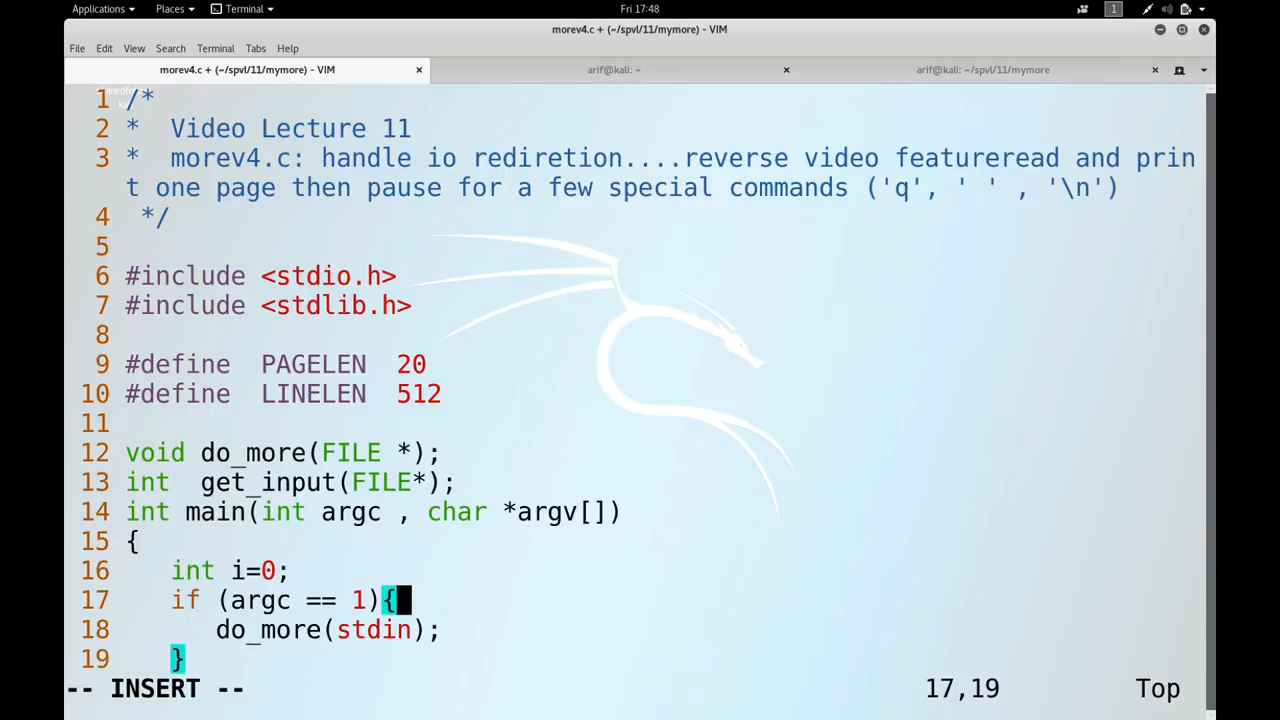 Applications Places Terminal Fri 17:48 1
morev4.c + (~/spvl/11/mymore) - VIM
File Edit View Search Terminal Tabs Help
morev4.c + (~/spvl/11/mymore) - VIM × arif@kali: ~ × arif@kali: ~/spvl/11/mymore ×
1 /*
2 * Video Lecture 11
3 * morev4.c: handle io rediretion....reverse video featureread and prin
t one page then pause for a few special commands ('q', ' ' , '\n')
4 */
5
6 #include <stdio.h>
7 #include <stdlib.h>
8
9 #define PAGELEN 20
10 #define LINELEN 512
11
12 void do_more(FILE *);
13 int get_input(FILE*);
14 int main(int argc , char *argv[])
15 {
16 int i=0;
17 if (argc == 1){
18 do_more(stdin);
19 }
-- INSERT -- 17,19 Top